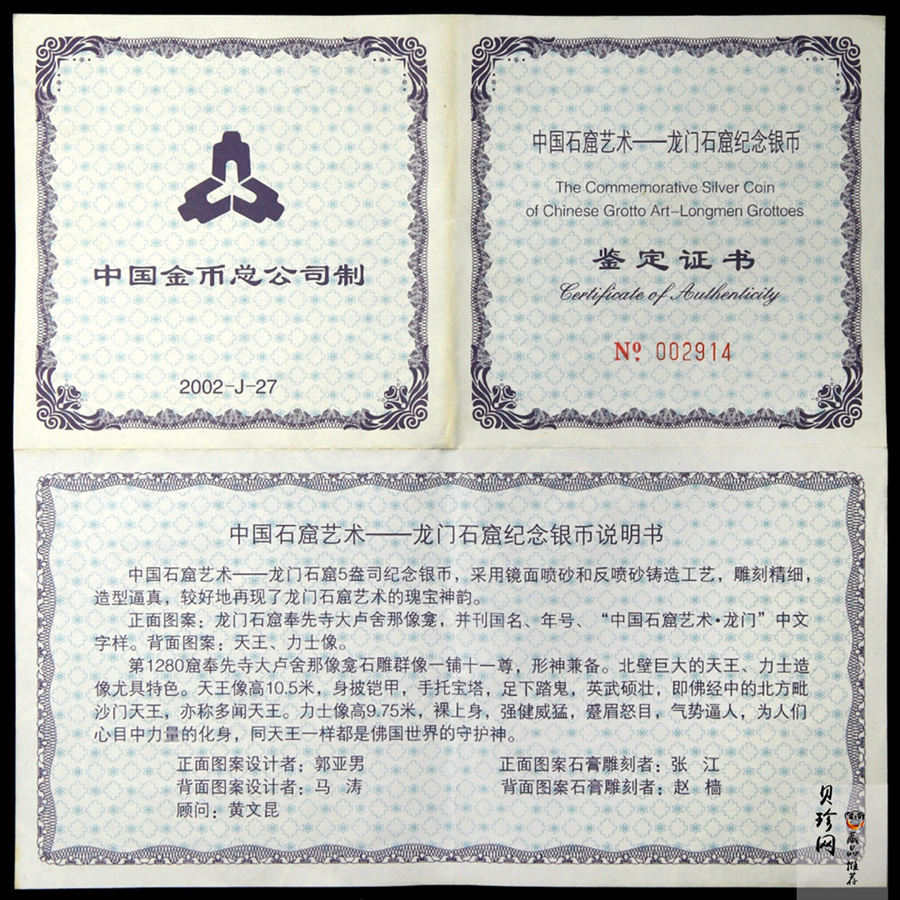 中国金币总公司制
2002-J-27
中国石窟艺术——龙门石窟纪念银币
The Commemorative Silver Coin
of Chinese Grotto Art-Longmen Grottoes
鉴定证书
Certificate of Authenticity
Nº 002914
中国石窟艺术——龙门石窟纪念银币说明书
中国石窟艺术——龙门石窟5盎司纪念银币，采用镜面喷砂和反喷砂铸造工艺，雕刻精细，
造型逼真，较好地再现了龙门石窟艺术的瑰宝神韵。
正面图案：龙门石窟奉先寺大卢舍那像龛，并刊国名、年号、“中国石窟艺术·龙门”中文
字样。背面图案：天王、力士像。
第1280窟奉先寺大卢舍那像龛石雕群像一铺十一尊，形神兼备。北壁巨大的天王、力士造
像尤具特色。天王像高10.5米，身披铠甲，手托宝塔，足下踏鬼，英武硕壮，即佛经中的北方毗
沙门天王，亦称多闻天王。力士像高9.75米，裸上身，强健威猛，蹙眉怒目，气势逼人，为人们
心目中力量的化身，同天王一样都是佛国世界的守护神。
正面图案设计者：郭亚男 正面图案石膏雕刻者：张 江
背面图案设计者：马 涛 背面图案石膏雕刻者：赵 樯
顾问：黄文昆
贝珍网
藏品推荐